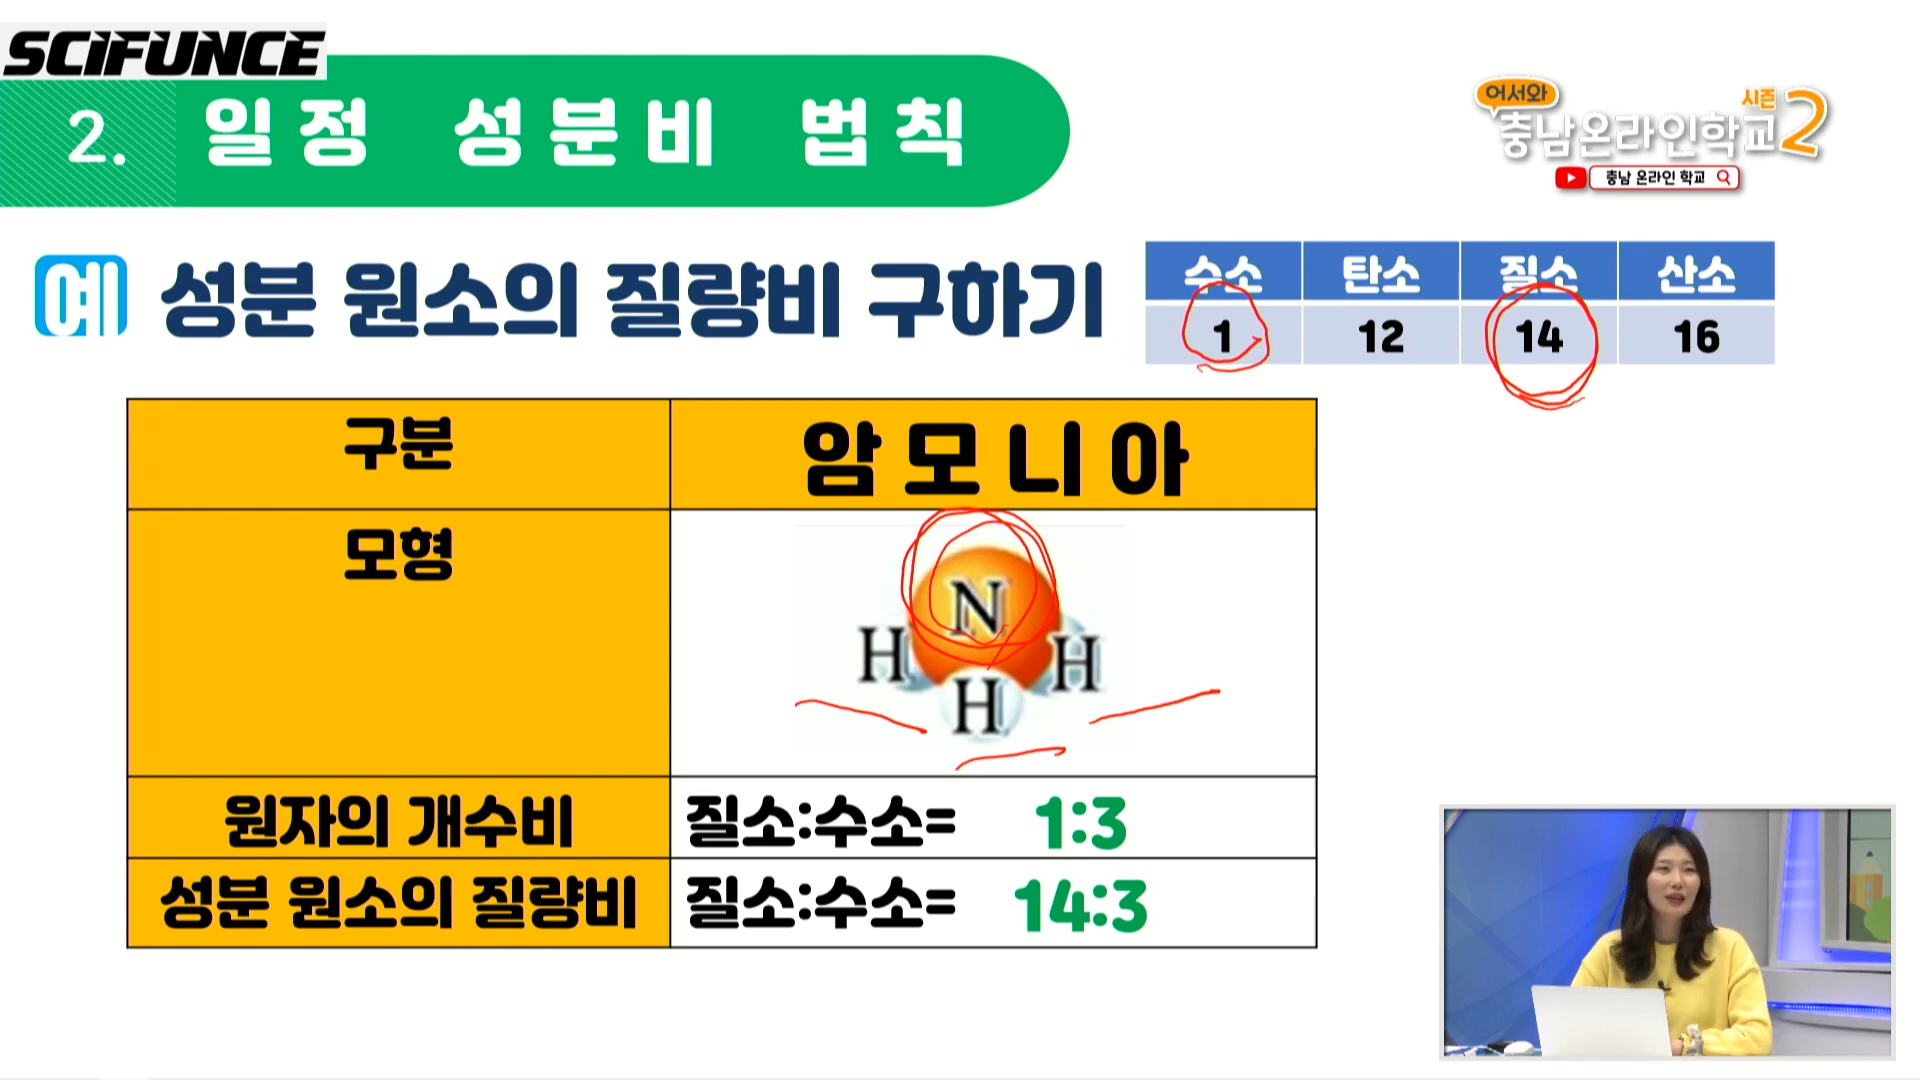 SCIFUNCE
2. 일정 성분비 법칙
어서와
시즌
충남온라인학교2
충남 온라인 학교
예 성분 원소의 질량비 구하기
수소 탄소 질소 산소
1 12 14 16
구분 암모니아
모형
N
H H
H
원자의 개수비 질소:수소= 1:3
성분 원소의 질량비 질소:수소= 14:3